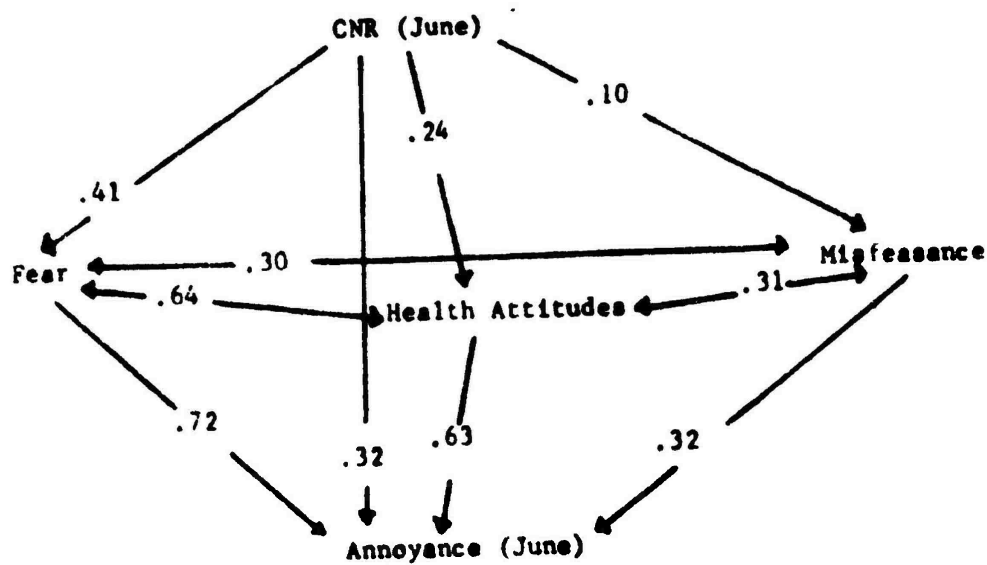 CNR (June)
.10
.24
.41
.30
Misfeasance
Fear
.64
.31
Health Attitudes
.72
.63
.32
.32
Annoyance (June)